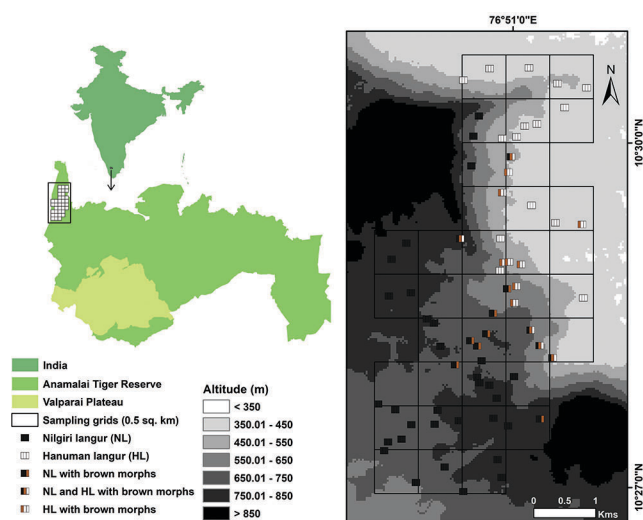 76°51'0"E
N
10°30'0"N
10°27'0"N
India
Anamalai Tiger Reserve
Valparai Plateau
Sampling grids (0.5 sq. km)
Nilgiri langur (NL)
Hanuman langur (HL)
NL with brown morphs
NL and HL with brown morphs
HL with brown morphs
Altitude (m)
< 350
350.01 - 450
450.01 - 550
550.01 - 650
650.01 - 750
750.01 - 850
> 850
0 0.5 1
Kms